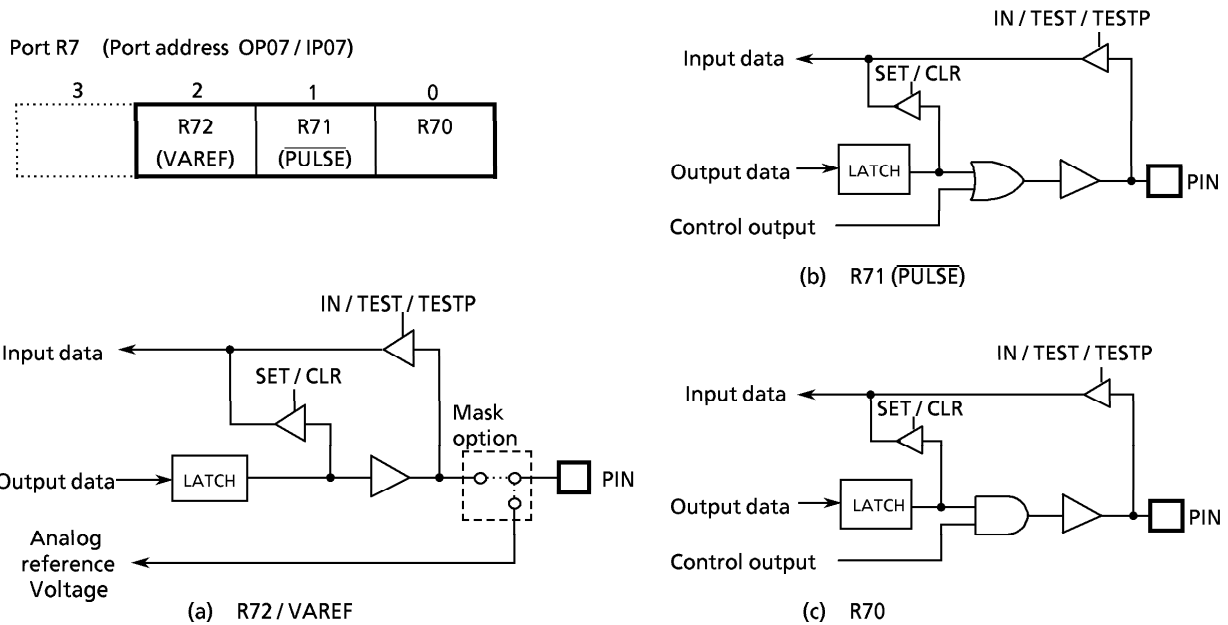 Port R7 (Port address OP07 / IP07)
3 2 1 0
R72 R71 R70
(VAREF) (P̅U̅L̅S̅E̅)
IN / TEST / TESTP
Input data
SET / CLR
Output data
LATCH
PIN
Control output
(b) R71 (P̅U̅L̅S̅E̅)
IN / TEST / TESTP
Input data
SET / CLR
Mask
option
Output data
LATCH
PIN
Analog
reference
Voltage
(a) R72 / VAREF
IN / TEST / TESTP
Input data
SET / CLR
Output data
LATCH
PIN
Control output
(c) R70